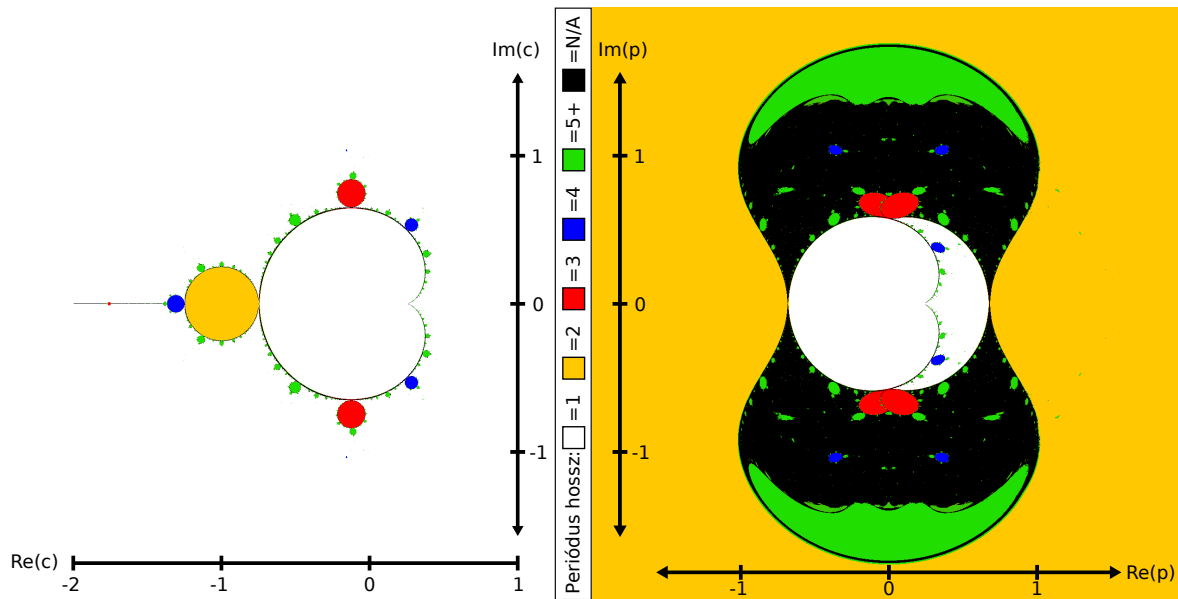 Im(c)
1
0
-1
Re(c)
-2
-1
0
1
Periódus hossz: =1 =2 =3 =4 =5+ =N/A
Im(p)
1
0
-1
-1
0
1
Re(p)